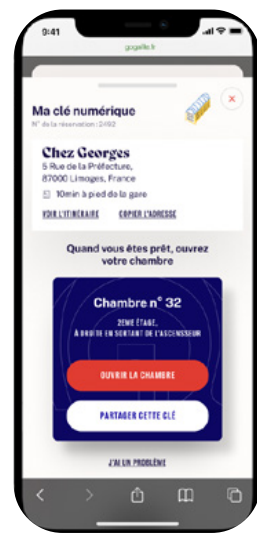 9:41
gogaille.fr
Ma clé numérique
N° de la réservation : 2492
Chez Georges
5 Rue de la Préfecture,
87000 Limoges, France
10min à pied de la gare
VOIR L'ITINÉRAIRE COPIER L'ADRESSE
Quand vous êtes prêt, ouvrez
votre chambre
Chambre n° 32
2EME ÉTAGE,
À DROITE EN SORTANT DE L'ASCENSSEUR
OUVRIR LA CHAMBRE
PARTAGER CETTE CLÉ
J'AI UN PROBLÈME